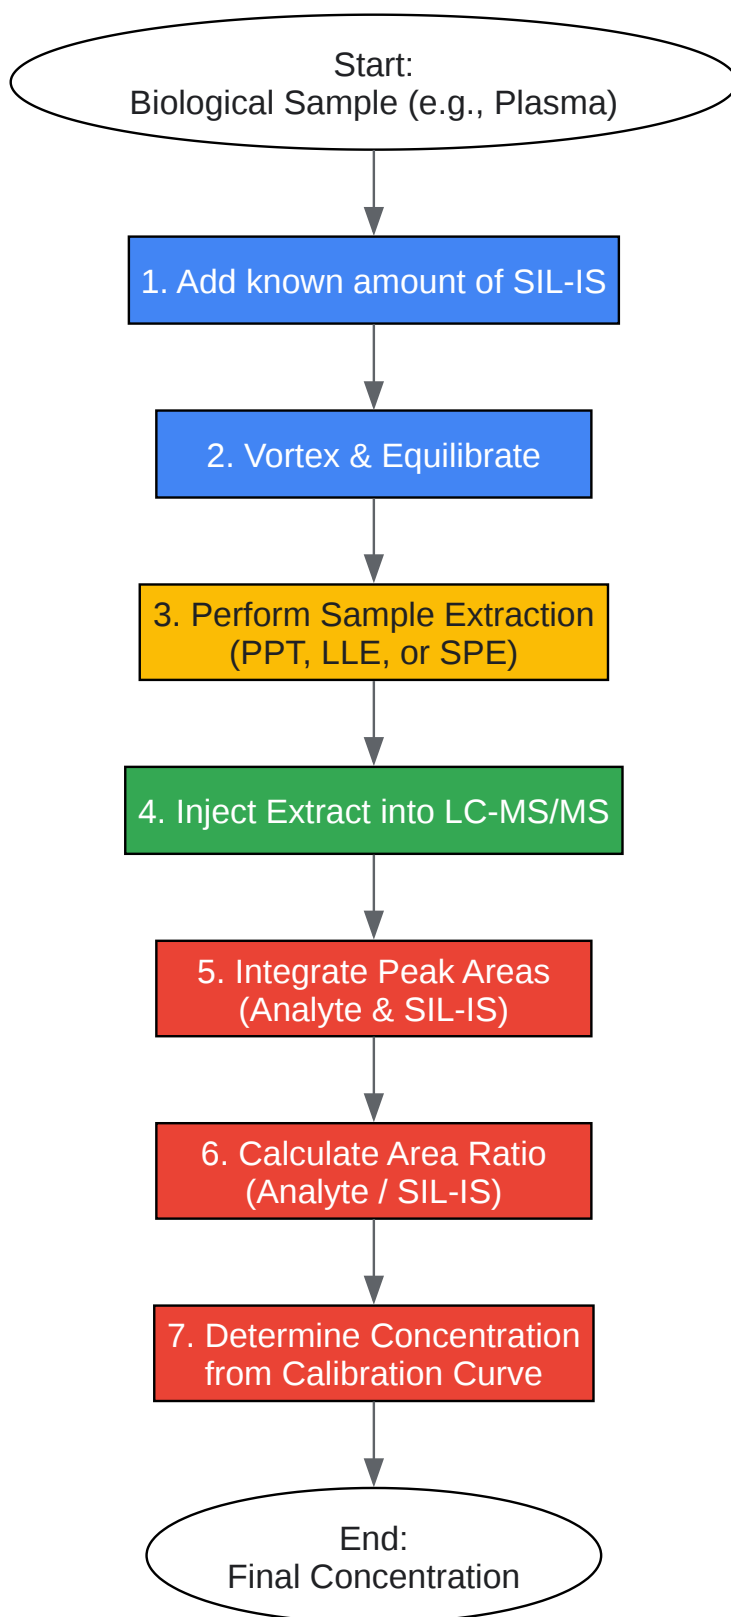 Start:
Biological Sample (e.g., Plasma)
1. Add known amount of SIL-IS
2. Vortex & Equilibrate
3. Perform Sample Extraction
(PPT, LLE, or SPE)
4. Inject Extract into LC-MS/MS
5. Integrate Peak Areas
(Analyte & SIL-IS)
6. Calculate Area Ratio
(Analyte / SIL-IS)
7. Determine Concentration
from Calibration Curve
End:
Final Concentration